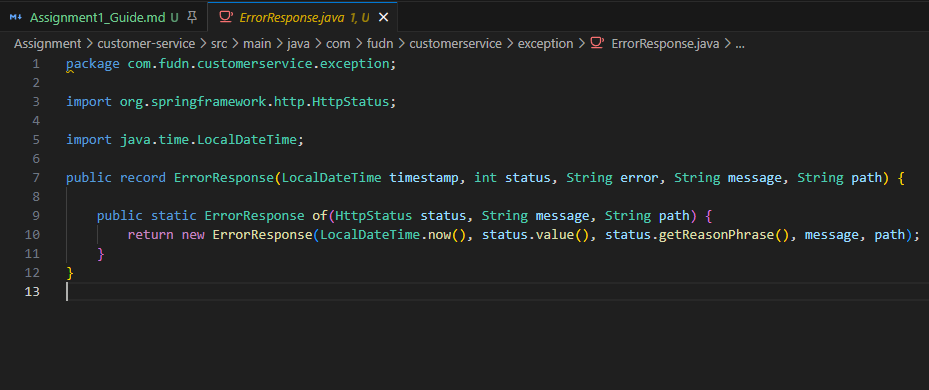 Assignment1_Guide.md U ErrorResponse.java 1, U
Assignment > customer-service > src > main > java > com > fudn > customerservice > exception > ErrorResponse.java > ...
1 package com.fudn.customerservice.exception;
2
3 import org.springframework.http.HttpStatus;
4
5 import java.time.LocalDateTime;
6
7 public record ErrorResponse(LocalDateTime timestamp, int status, String error, String message, String path) {
8
9     public static ErrorResponse of(HttpStatus status, String message, String path) {
10         return new ErrorResponse(LocalDateTime.now(), status.value(), status.getReasonPhrase(), message, path);
11     }
12 }
13